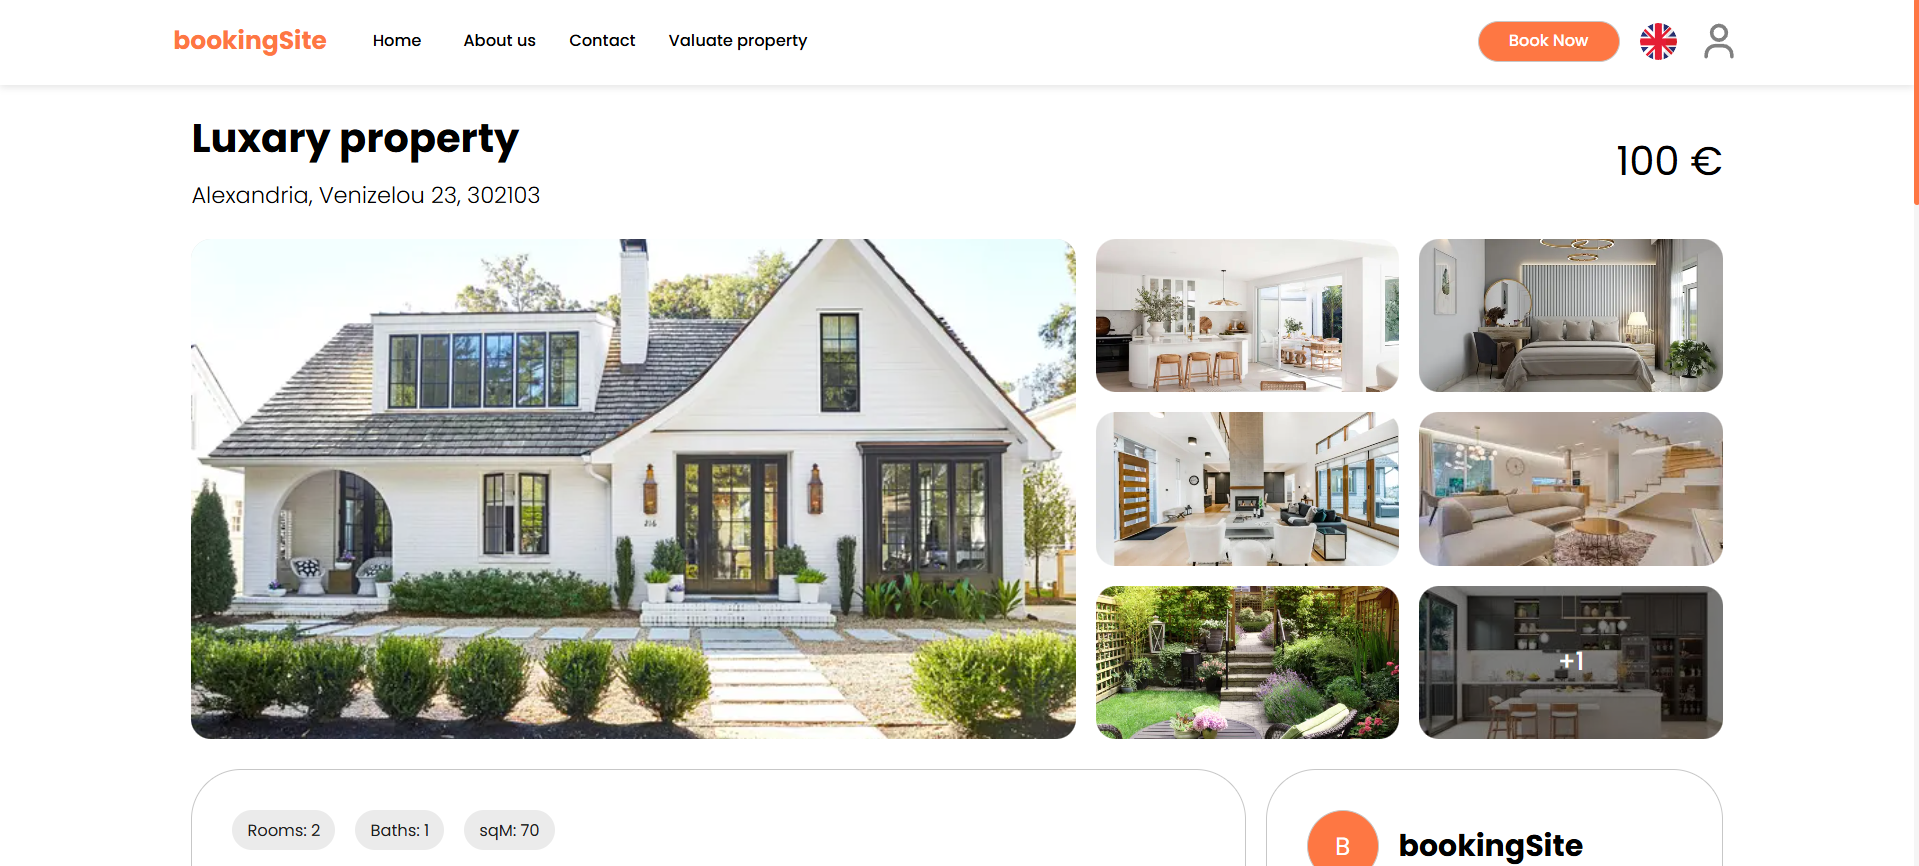 bookingSite Home About us Contact Valuate property Book Now
Luxary property
100 €
Alexandria, Venizelou 23, 302103
216
+1
Rooms: 2 Baths: 1 sqM: 70
B bookingSite